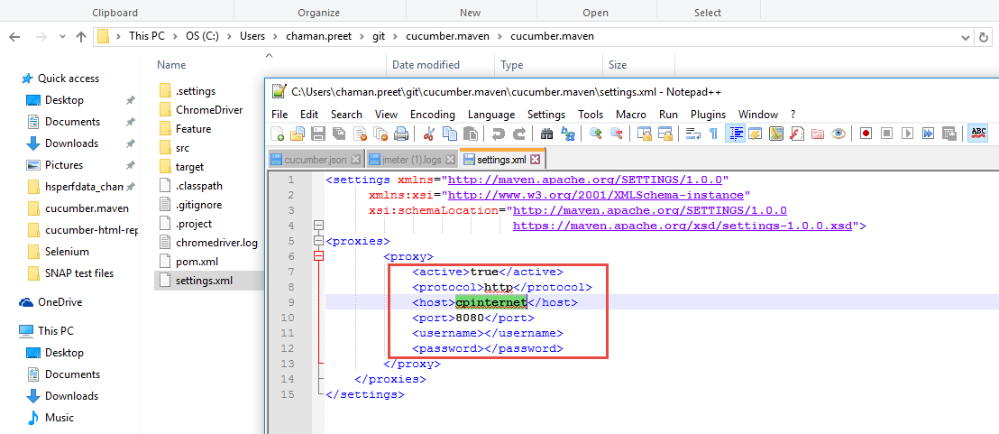 Clipboard Organize New Open Select
This PC > OS (C:) > Users > chaman.preet > git > cucumber.maven > cucumber.maven
Quick access
Desktop
Documents
Downloads
Pictures
hsperfdata_cham
cucumber.maven
cucumber-html-rep
Selenium
SNAP test files
OneDrive
This PC
Desktop
Documents
Downloads
Music
Name Date modified Type Size
.settings
ChromeDriver
Feature
src
target
.classpath
.gitignore
.project
chromedriver.log
pom.xml
settings.xml
C:\Users\chaman.preet\git\cucumber.maven\cucumber.maven\settings.xml - Notepad++
File Edit Search View Encoding Language Settings Tools Macro Run Plugins Window ?
ABC
cucumber.json jmeter (1).logs settings.xml
1 <settings xmlns="http://maven.apache.org/SETTINGS/1.0.0"
2 xmlns:xsi="http://www.w3.org/2001/XMLSchema-instance"
3 xsi:schemaLocation="http://maven.apache.org/SETTINGS/1.0.0
4 https://maven.apache.org/xsd/settings-1.0.0.xsd">
5 <proxies>
6 <proxy>
7 <active>true</active>
8 <protocol>http</protocol>
9 <host>cpinternet</host>
10 <port>8080</port>
11 <username></username>
12 <password></password>
13 </proxy>
14 </proxies>
15 </settings>